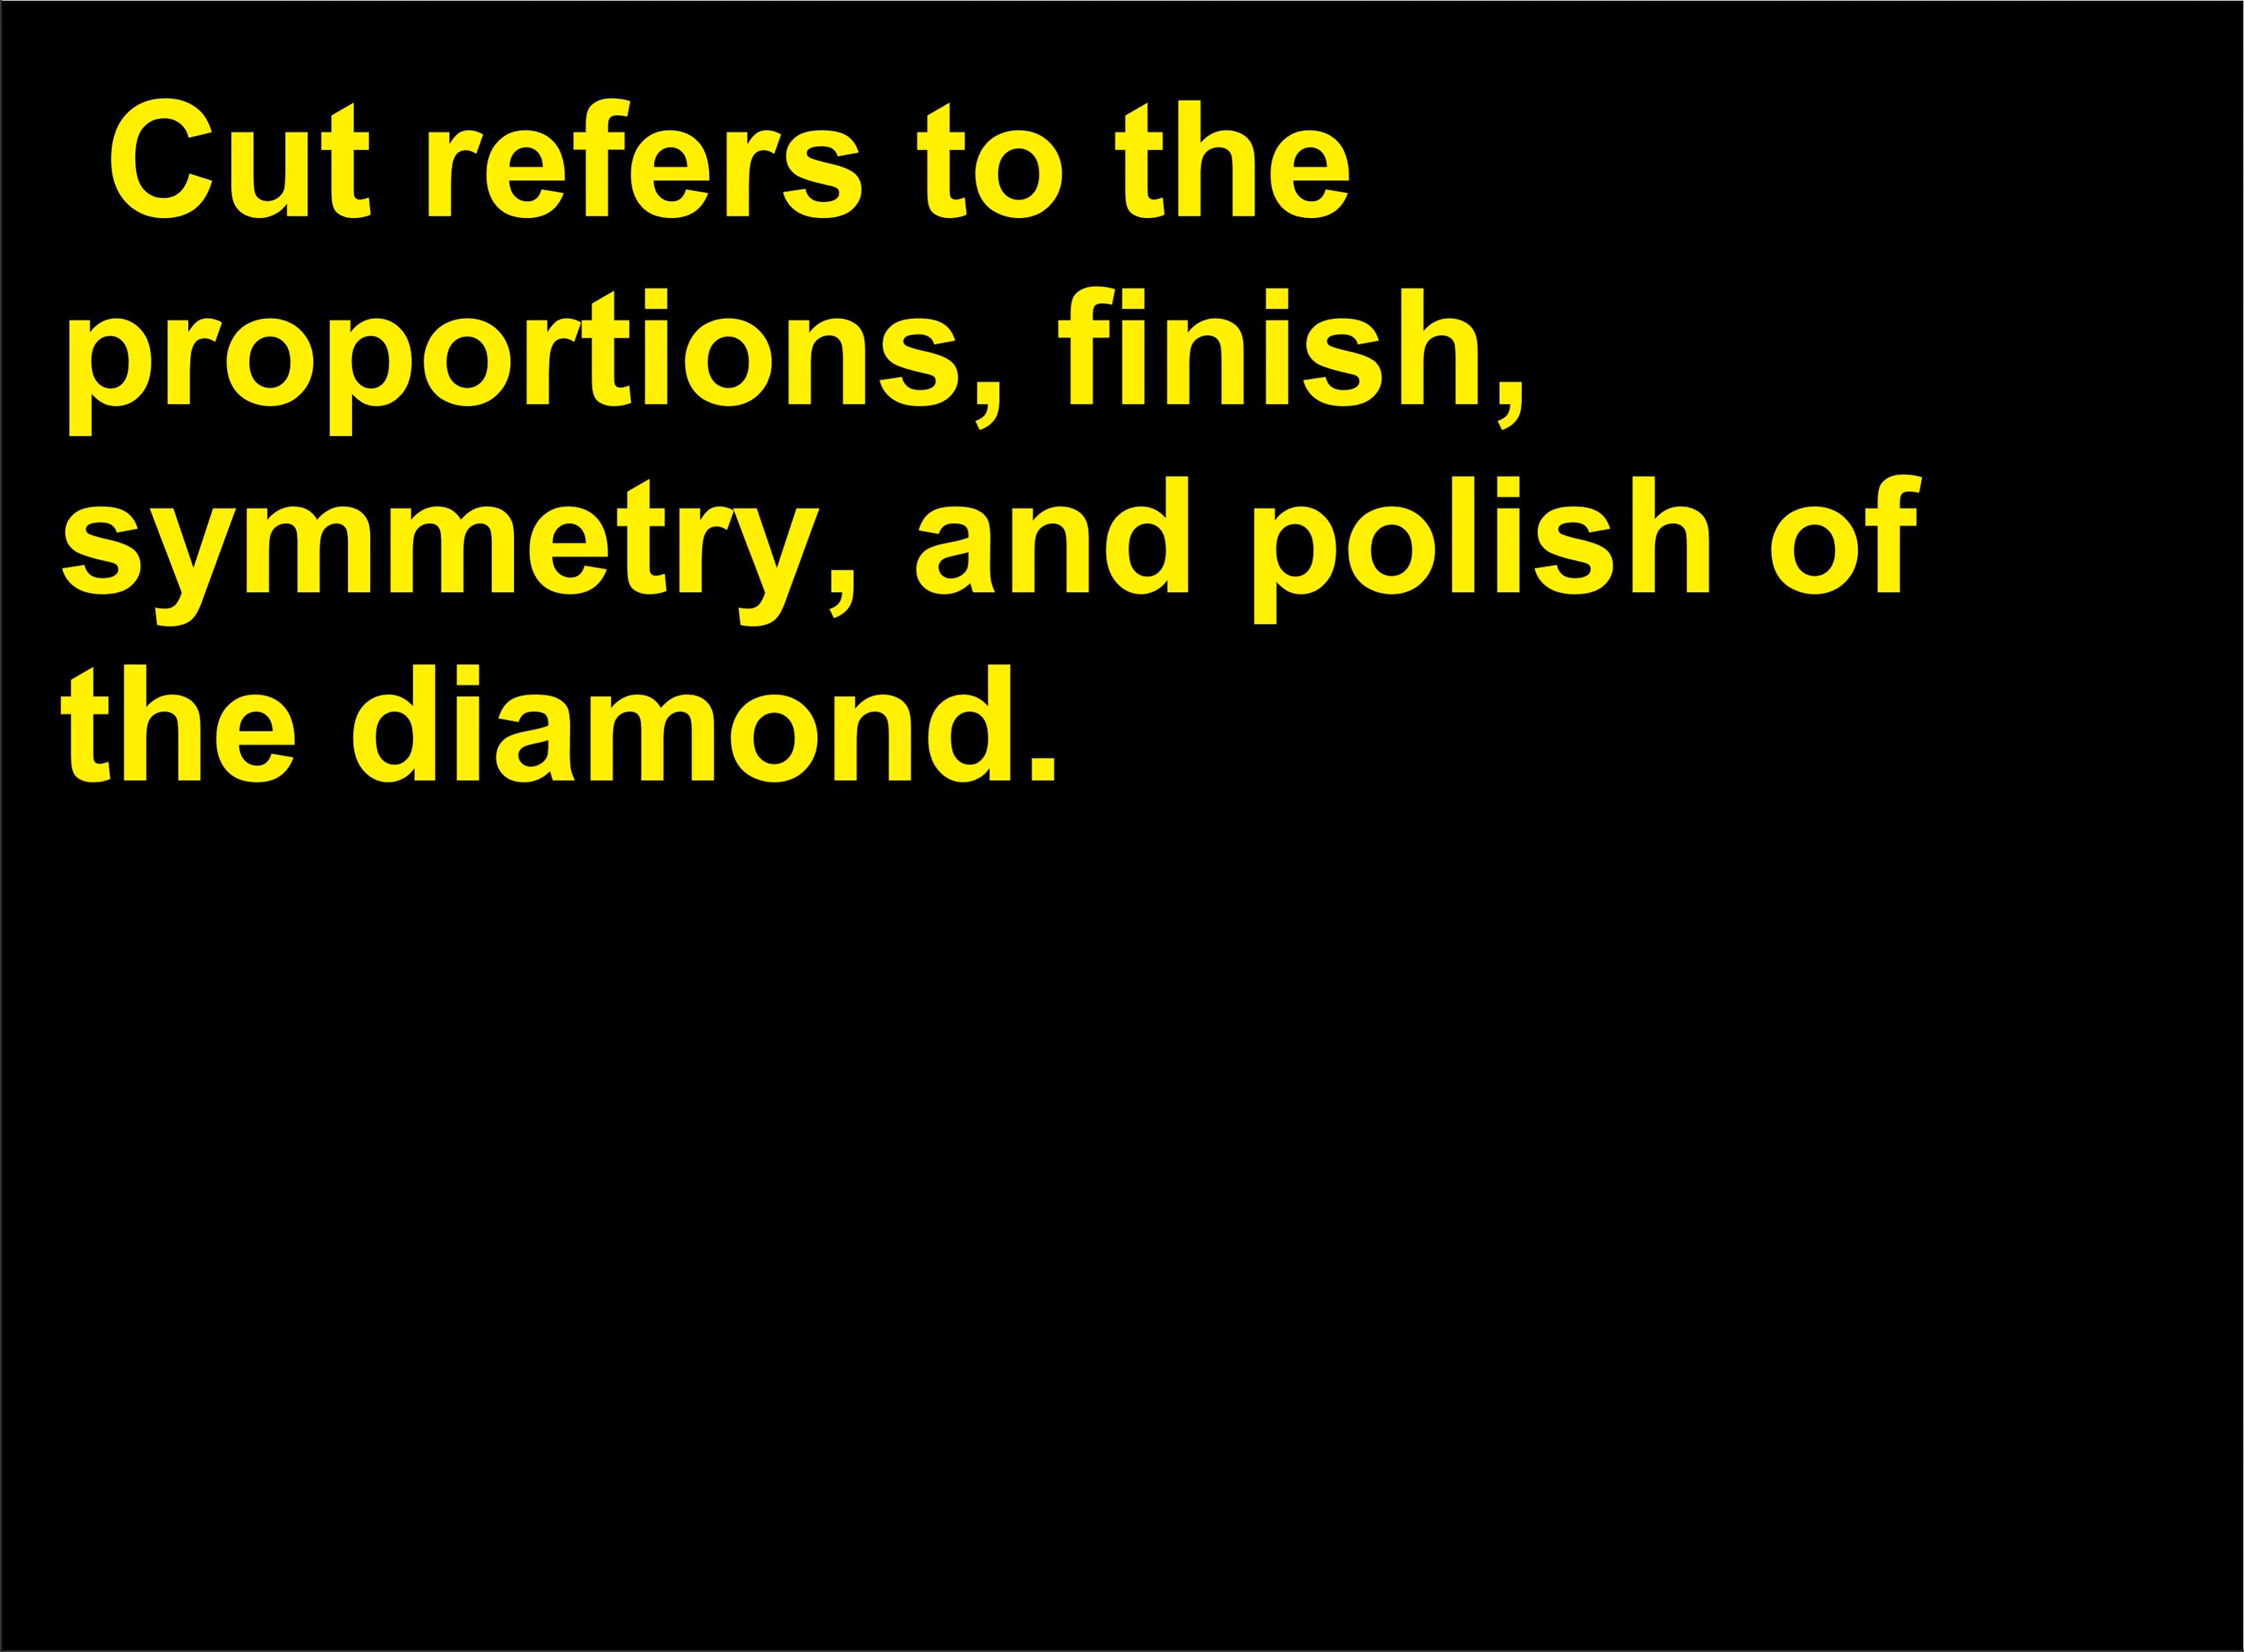 Cut refers to the
proportions, finish,
symmetry, and polish of
the diamond.